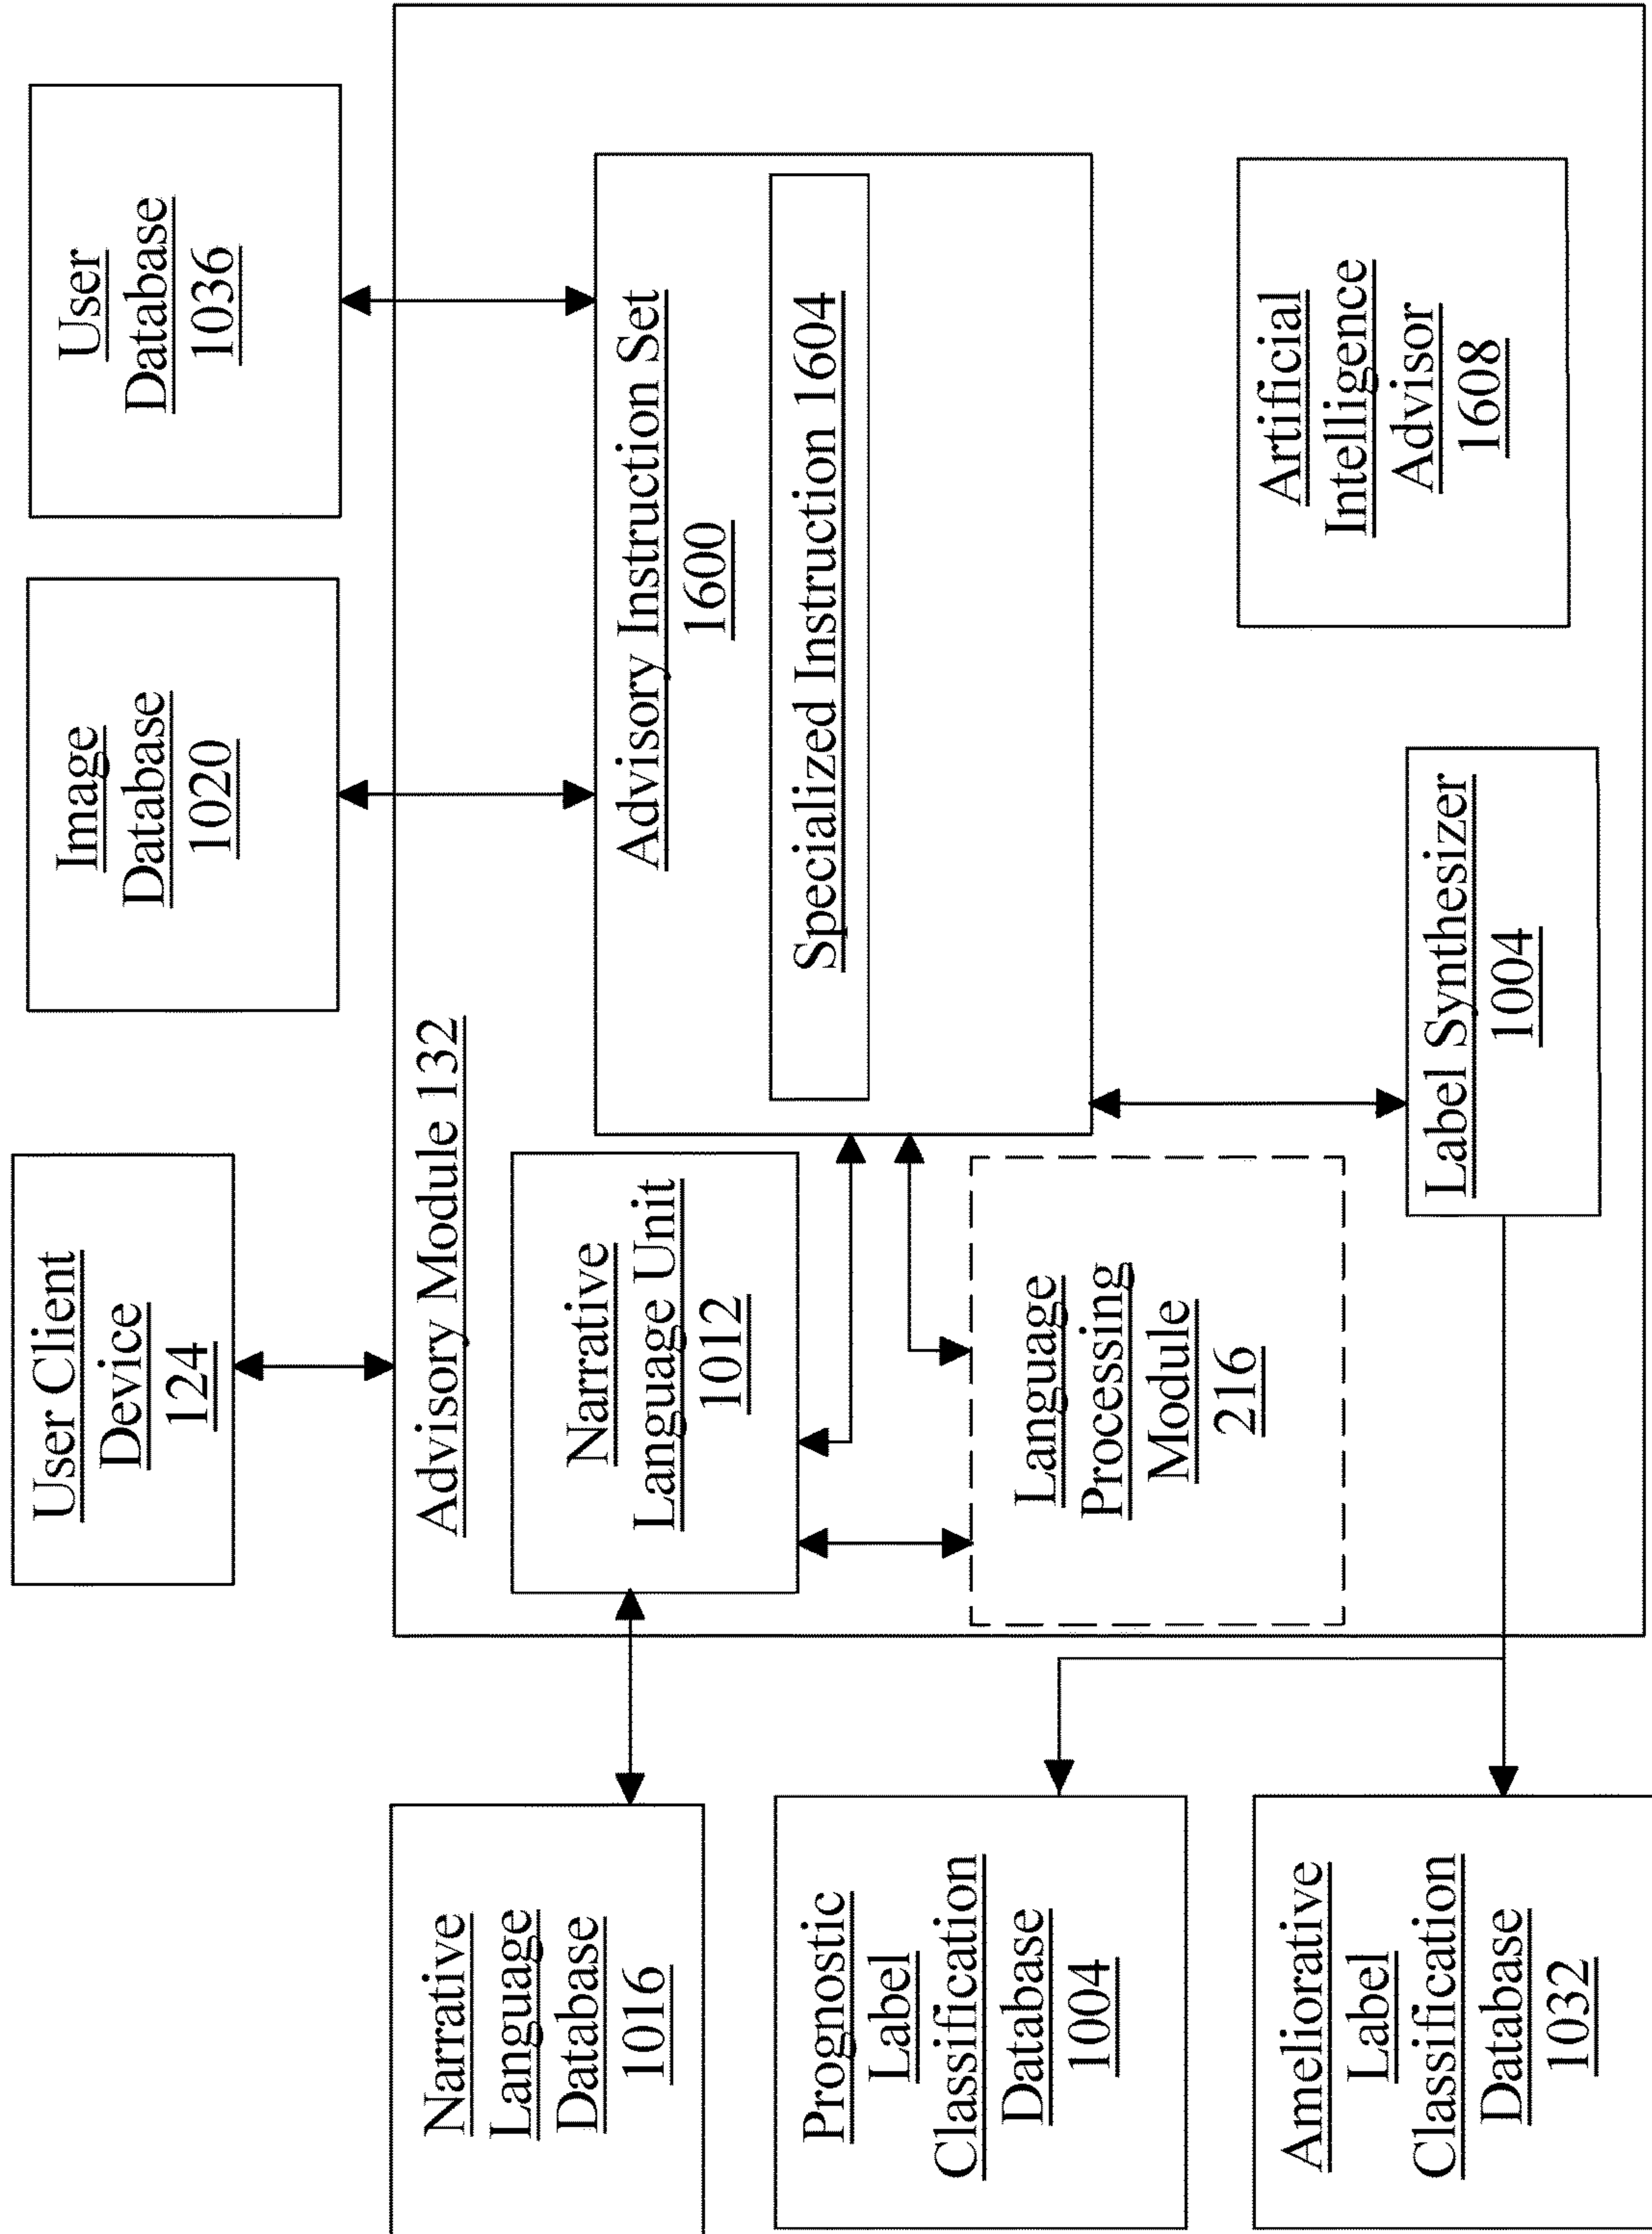 User Client
Device
124
Image
Database
1020
User
Database
1036
Advisory Module 132
Narrative
Language
Database
1016
Narrative
Language Unit
1012
Advisory Instruction Set
1600
Specialized Instruction 1604
Prognostic
Label
Classification
Database
1004
Language
Processing
Module
216
Ameliorative
Label
Classification
Database
1032
Label Synthesizer
1004
Artificial
Intelligence
Advisor
1608